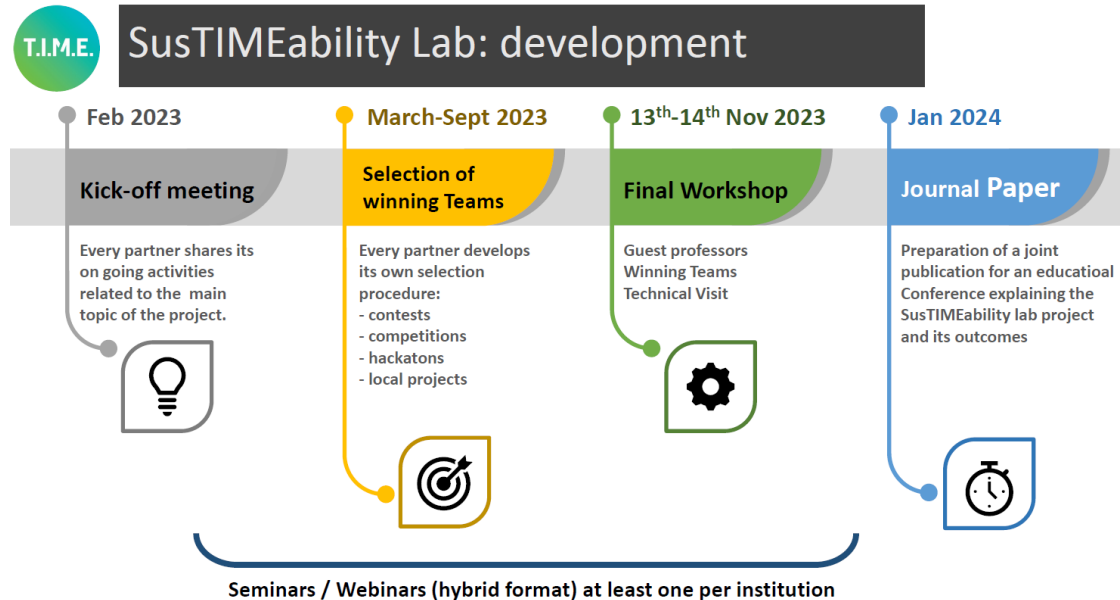 T.I.M.E.
SusTIMEability Lab: development
Feb 2023
Kick-off meeting
Every partner shares its
on going activities
related to the main
topic of the project.
March-Sept 2023
Selection of
winning Teams
Every partner develops
its own selection
procedure:
- contests
- competitions
- hackatons
- local projects
13th-14th Nov 2023
Final Workshop
Guest professors
Winning Teams
Technical Visit
Jan 2024
Journal Paper
Preparation of a joint
publication for an educatioal
Conference explaining the
SusTIMEability lab project
and its outcomes
Seminars / Webinars (hybrid format) at least one per institution